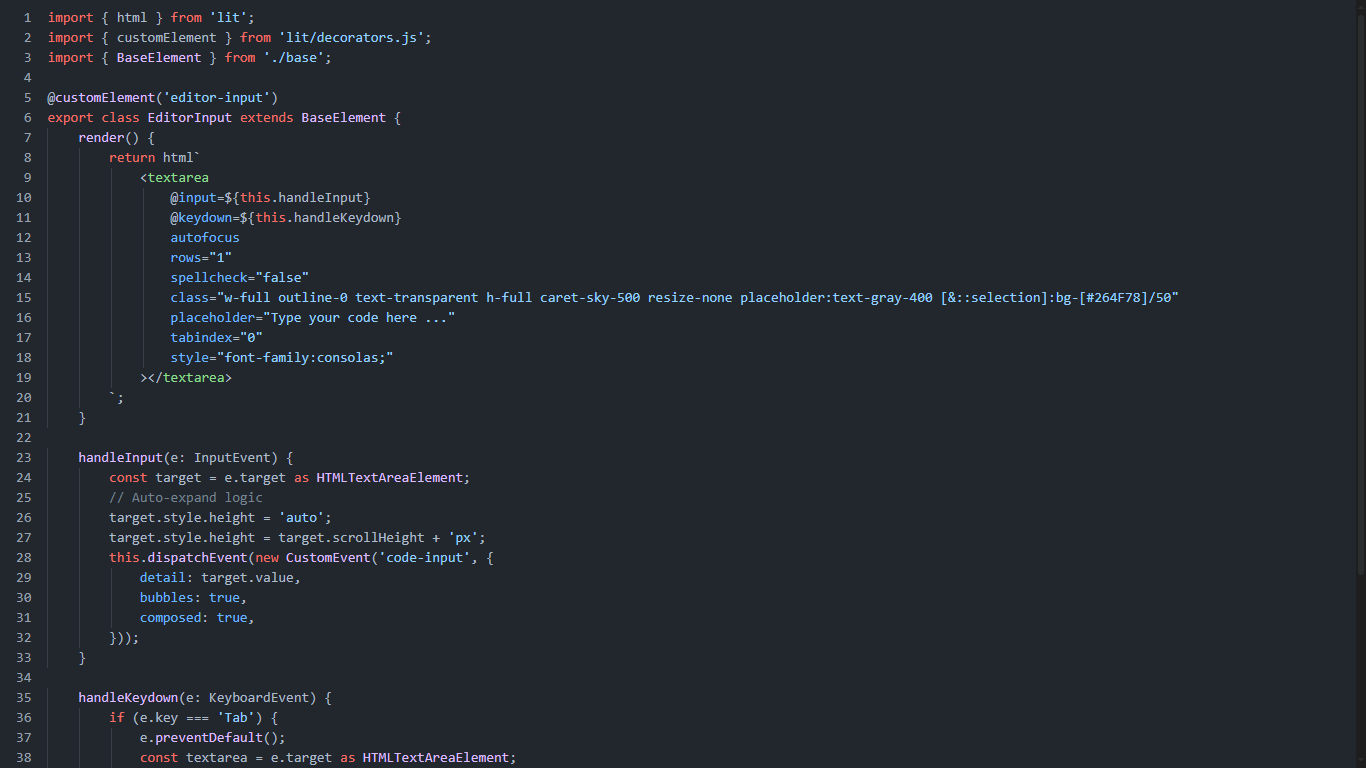 1 import { html } from 'lit';
2 import { customElement } from 'lit/decorators.js';
3 import { BaseElement } from './base';
4
5 @customElement('editor-input')
6 export class EditorInput extends BaseElement {
7     render() {
8         return html`
9             <textarea
10                 @input=${this.handleInput}
11                 @keydown=${this.handleKeydown}
12                 autofocus
13                 rows="1"
14                 spellcheck="false"
15                 class="w-full outline-0 text-transparent h-full caret-sky-500 resize-none placeholder:text-gray-400 [&::selection]:bg-[#264F78]/50"
16                 placeholder="Type your code here ..."
17                 tabindex="0"
18                 style="font-family:consolas;"
19             ></textarea>
20         `;
21     }
22
23     handleInput(e: InputEvent) {
24         const target = e.target as HTMLTextAreaElement;
25         // Auto-expand logic
26         target.style.height = 'auto';
27         target.style.height = target.scrollHeight + 'px';
28         this.dispatchEvent(new CustomEvent('code-input', {
29             detail: target.value,
30             bubbles: true,
31             composed: true,
32         }));
33     }
34
35     handleKeydown(e: KeyboardEvent) {
36         if (e.key === 'Tab') {
37             e.preventDefault();
38             const textarea = e.target as HTMLTextAreaElement;